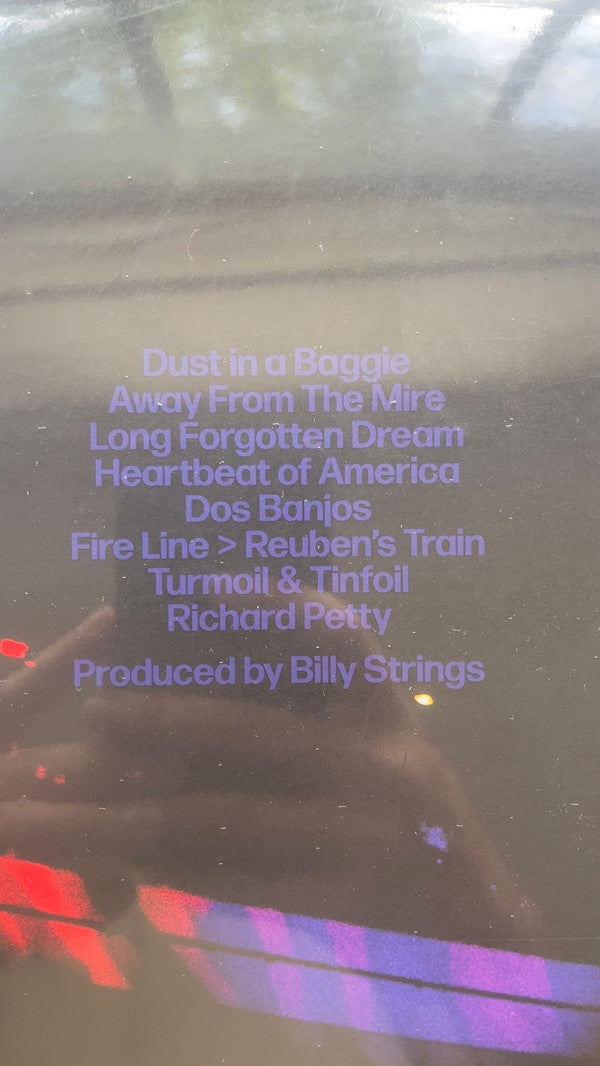 Dust in a Baggie
Away From The Mire
Long Forgotten Dream
Heartbeat of America
Dos Banjos
Fire Line > Reuben's Train
Turmoil & Tinfoil
Richard Petty
Produced by Billy Strings